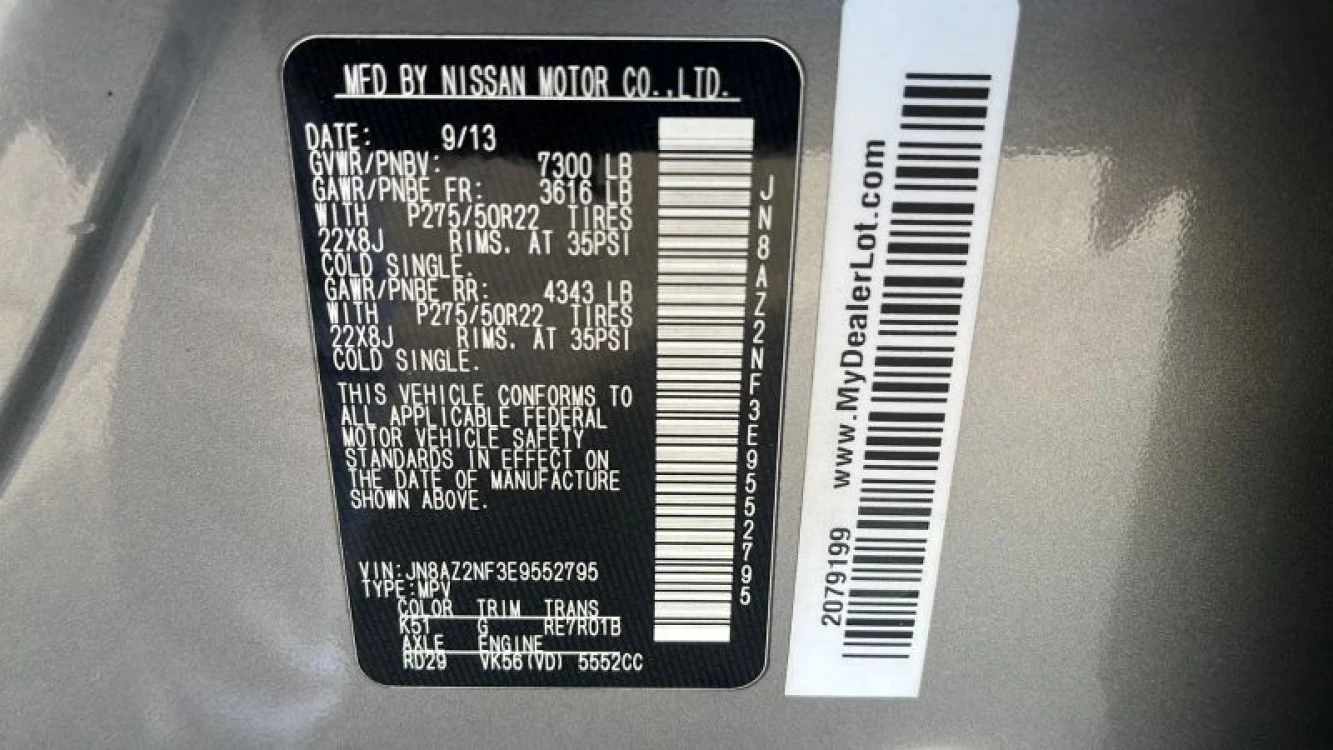 MFD BY NISSAN MOTOR CO.,LTD.
DATE: 9/13
GVWR/PNBV: 7300 LB
GAWR/PNBE FR: 3616 LB
WITH P275/50R22 TIRES
22X8J RIMS. AT 35PSI
COLD SINGLE.
GAWR/PNBE RR: 4343 LB
WITH P275/50R22 TIRES
22X8J RIMS. AT 35PSI
COLD SINGLE.
THIS VEHICLE CONFORMS TO
ALL APPLICABLE FEDERAL
MOTOR VEHICLE SAFETY
STANDARDS IN EFFECT ON
THE DATE OF MANUFACTURE
SHOWN ABOVE.
VIN:JN8AZ2NF3E9552795
TYPE:MPV
COLOR TRIM TRANS
K51 G RE7R01B
AXLE ENGINE
RD29 VK56(VD) 5552CC
JN8AZ2NF3E9552795
2079199 www.MyDealerLot.com